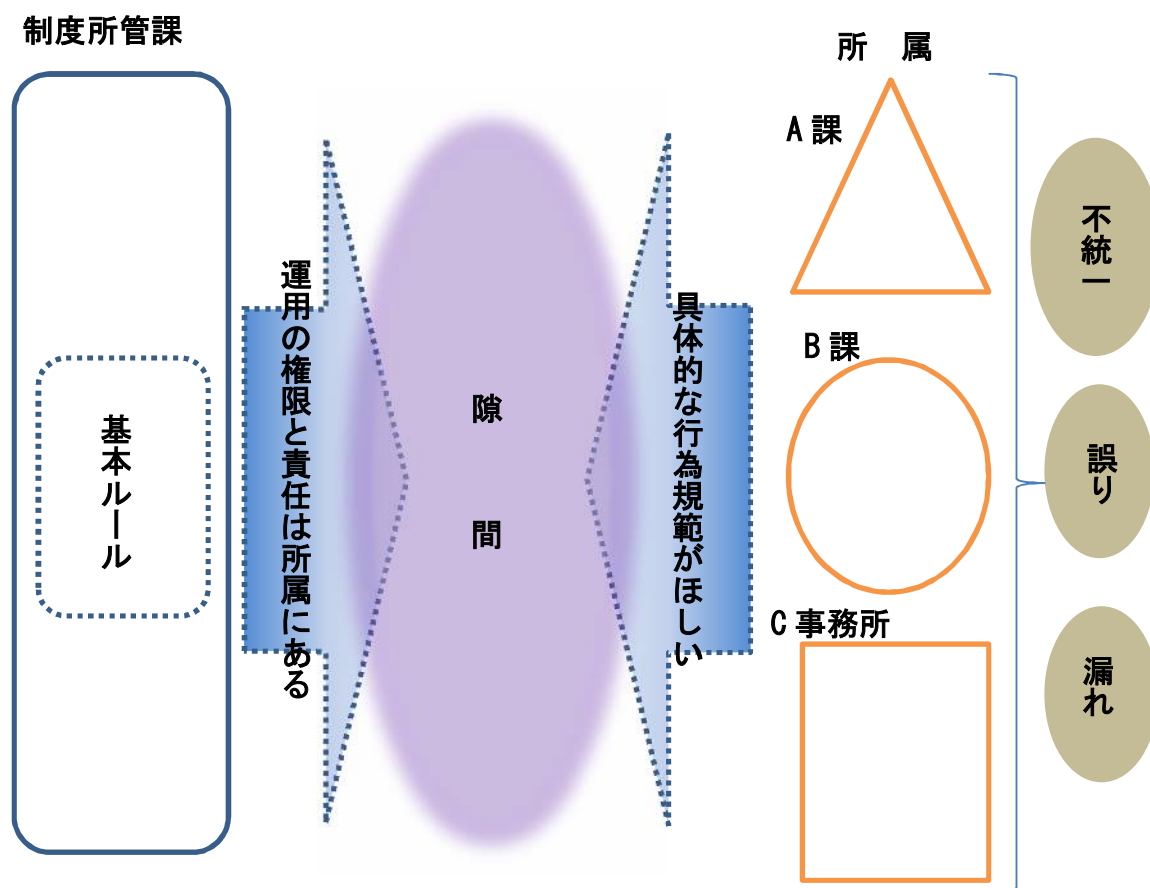 制度所管課
基本ルール
運用の権限と責任は所属にある
隙間
具体的な行為規範がほしい
所　属
A課
B課
C事務所
不統一
誤り
漏れ